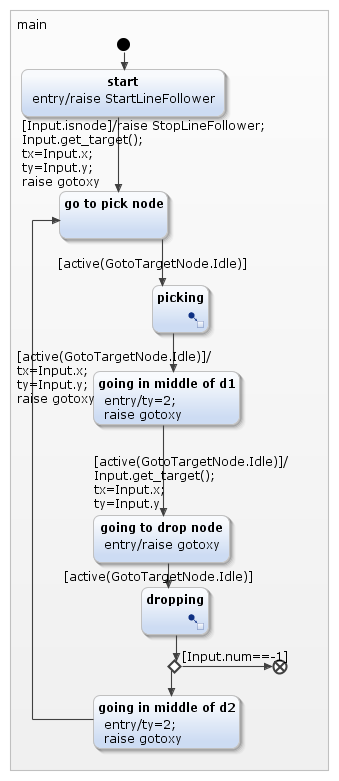 main
start
entry/raise StartLineFollower
[Input.isnode]/raise StopLineFollower;
Input.get_target();
tx=Input.x;
ty=Input.y;
raise gotoxy
go to pick node
[active(GotoTargetNode.Idle)]
picking
[active(GotoTargetNode.Idle)]/
tx=Input.x;
ty=Input.y;
raise gotoxy
going in middle of d1
entry/ty=2;
raise gotoxy
[active(GotoTargetNode.Idle)]/
Input.get_target();
tx=Input.x;
ty=Input.y
going to drop node
entry/raise gotoxy
[active(GotoTargetNode.Idle)]
dropping
[Input.num==-1]
going in middle of d2
entry/ty=2;
raise gotoxy